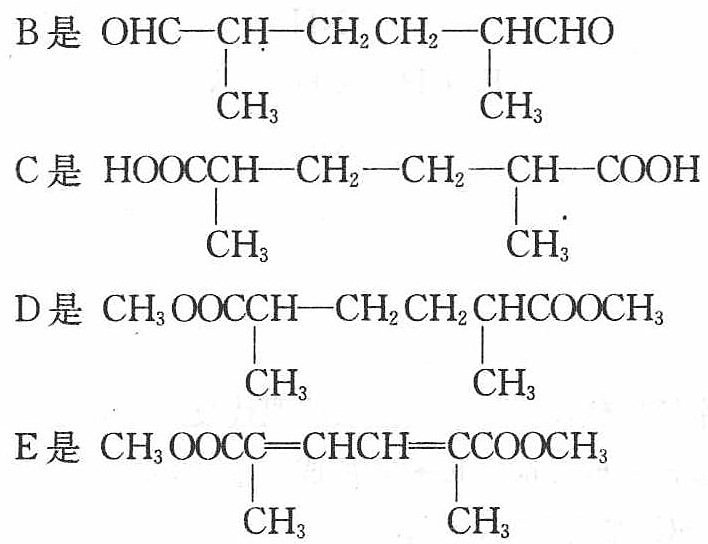 B是 OHC—CH—CH₂CH₂—CHCHO
CH₃ CH₃
C是 HOOCCH—CH₂—CH₂—CH—COOH
CH₃ CH₃
D是 CH₃OOCCH—CH₂CH₂CHCOOCH₃
CH₃ CH₃
E是 CH₃OOCC=CHCH=CCOOCH₃
CH₃ CH₃